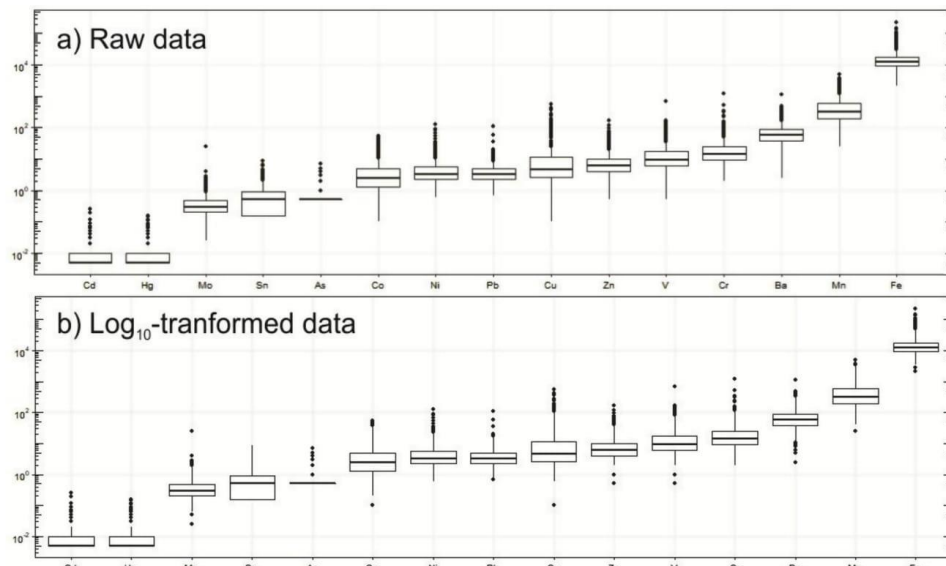 a) Raw data
10⁴
10²
10⁰
10⁻²
Cd Hg Mo Sn As Co Ni Pb Cu Zn V Cr Ba Mn Fe
b) Log₁₀-tranformed data
10⁴
10²
10⁰
10⁻²